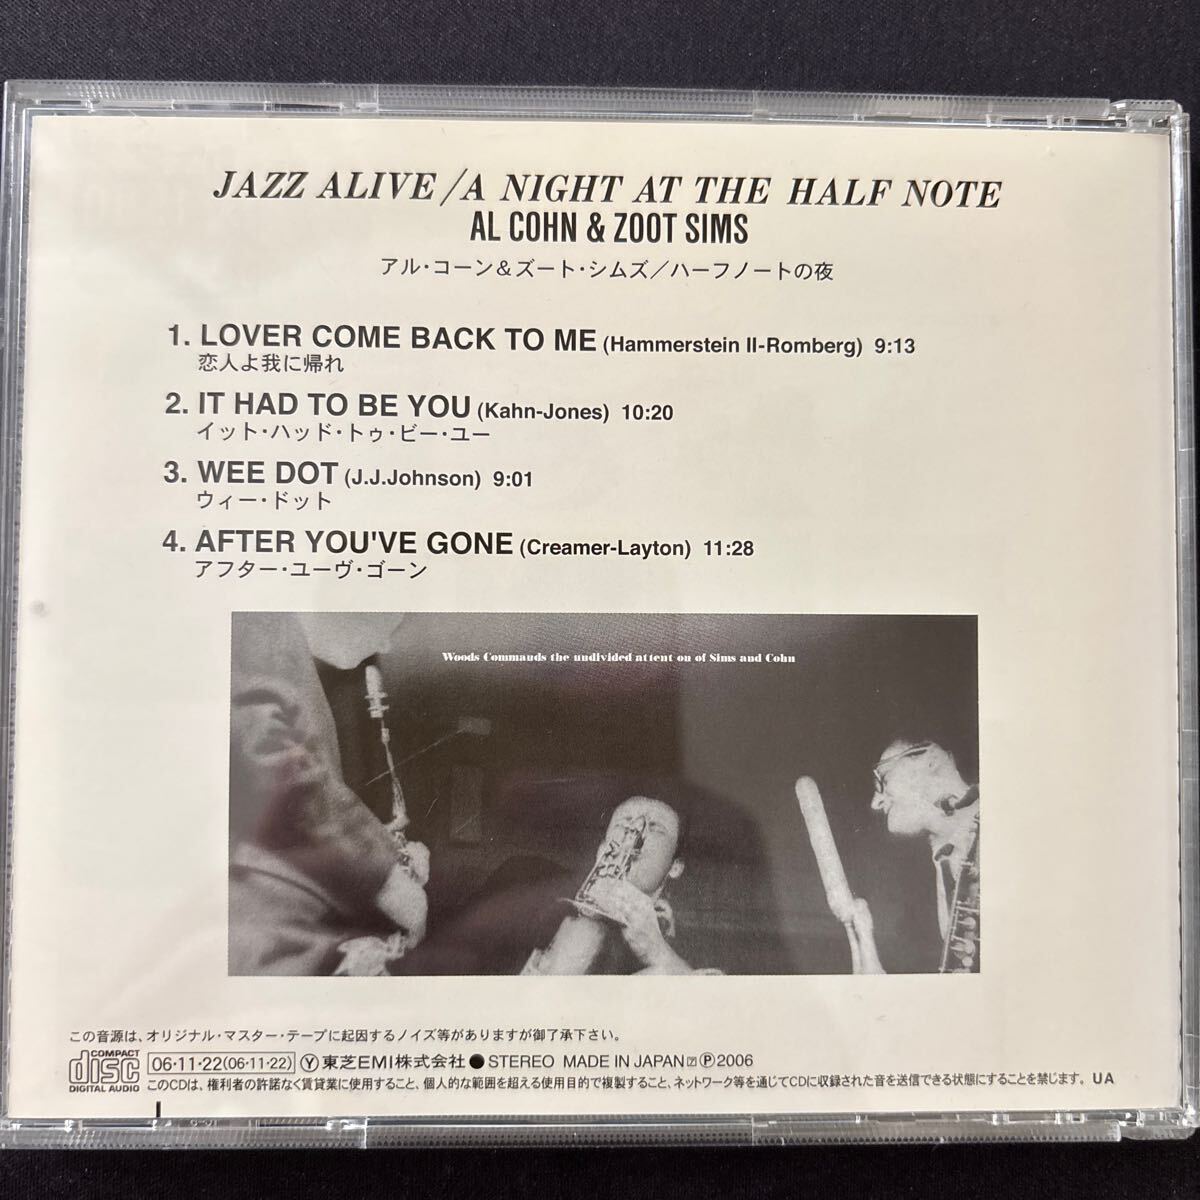 JAZZ ALIVE/A NIGHT AT THE HALF NOTE
AL COHN & ZOOT SIMS
アル・コーン&ズート・シムズ/ハーフノートの夜
1. LOVER COME BACK TO ME (Hammerstein II-Romberg) 9:13
恋人よ我に帰れ
2. IT HAD TO BE YOU (Kahn-Jones) 10:20
イット・ハッド・トゥ・ビー・ユー
3. WEE DOT (J.J.Johnson) 9:01
ウィー・ドット
4. AFTER YOU'VE GONE (Creamer-Layton) 11:28
アフター・ユーヴ・ゴーン
Woods Commauds the undivided attent on of Sims and Cohn
この音源は、オリジナル・マスター・テープに起因するノイズ等がありますが御了承下さい。
COMPACT disc DIGITAL AUDIO
06・11・22(06・11・22) Ⓨ東芝EMI株式会社●STEREO MADE IN JAPAN ℗2006
このCDは、権利者の許諾なく賃貸業に使用すること、個人的な範囲を超える使用目的で複製すること、ネットワーク等を通じてCDに収録された音を送信できる状態にすることを禁じます。 UA